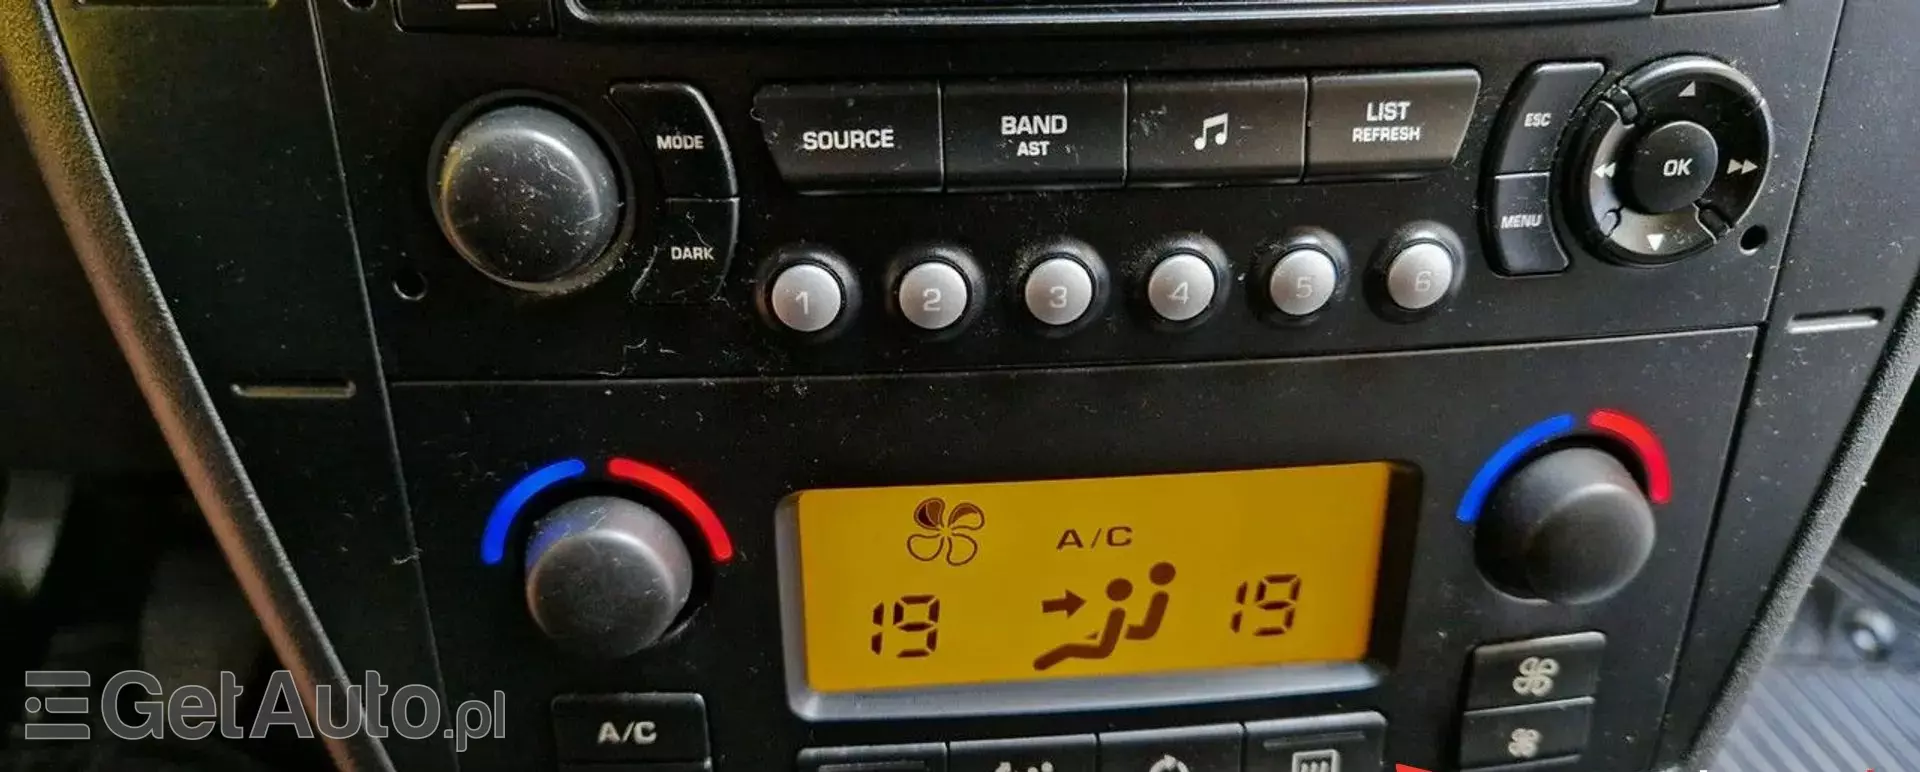 MODE
SOURCE
BAND
AST
LIST
REFRESH
ESC
OK
DARK
MENU
1 2 3 4 5 6
A/C
19 19
A/C
GetAuto.pl